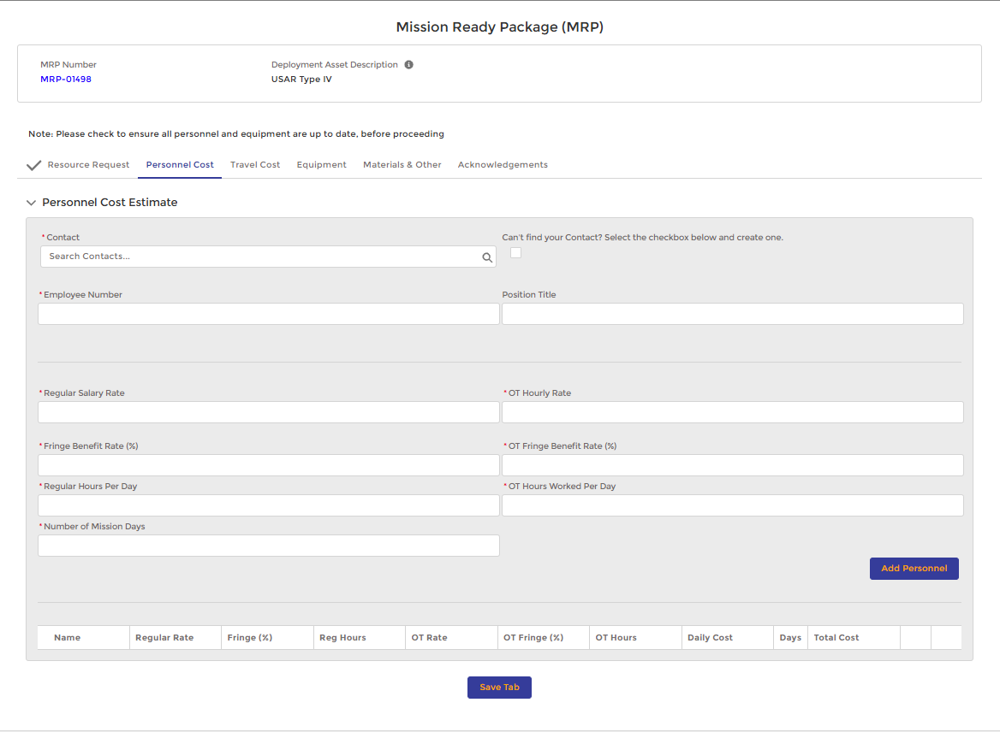 Mission Ready Package (MRP)
MRP Number
Deployment Asset Description
MRP-01498
USAR Type IV
Note: Please check to ensure all personnel and equipment are up to date, before proceeding
Resource Request Personnel Cost Travel Cost Equipment Materials & Other Acknowledgements
Personnel Cost Estimate
* Contact
Can't find your Contact? Select the checkbox below and create one.
Search Contacts...
* Employee Number
Position Title
* Regular Salary Rate
* OT Hourly Rate
* Fringe Benefit Rate (%)
* OT Fringe Benefit Rate (%)
* Regular Hours Per Day
* OT Hours Worked Per Day
* Number of Mission Days
Add Personnel
Name Regular Rate Fringe (%) Reg Hours OT Rate OT Fringe (%) OT Hours Daily Cost Days Total Cost
Save Tab